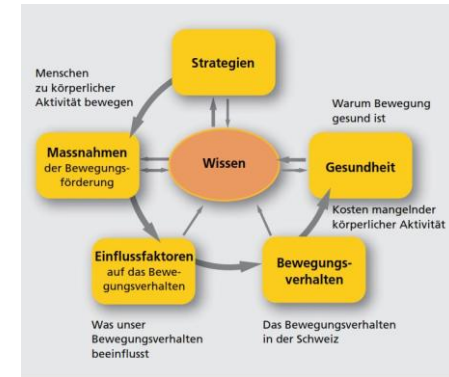 Strategien
Menschen
zu körperlicher
Aktivität bewegen
Warum Bewegung
gesund ist
Massnahmen
der Bewegungs-
förderung
Wissen
Gesundheit
Kosten mangelnder
körperlicher Aktivität
Einflussfaktoren
auf das Bewe-
gungsverhalten
Bewegungs-
verhalten
Was unser
Bewegungsverhalten
beeinflusst
Das Bewegungsverhalten
in der Schweiz